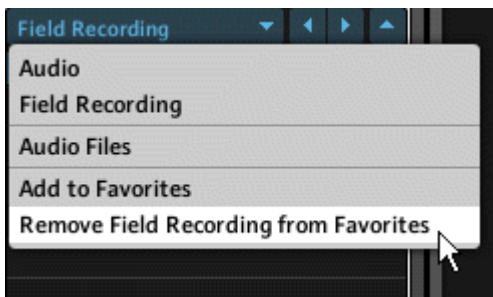 Field Recording
Audio
Field Recording
Audio Files
Add to Favorites
Remove Field Recording from Favorites